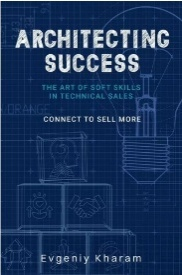 ARCHITECTING
SUCCESS
THE ART OF SOFT SKILLS
IN TECHNICAL SALES
CONNECT TO SELL MORE
Evgeniy Kharam